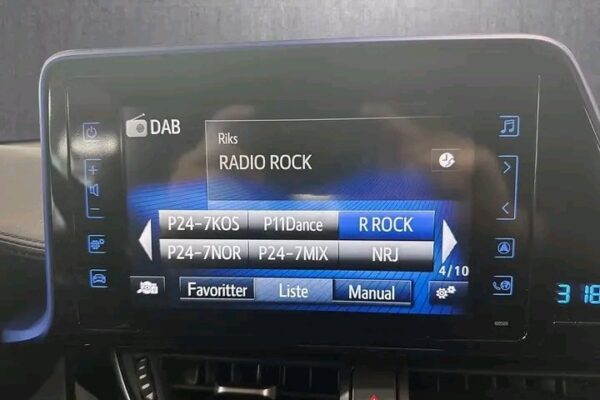 DAB
Riks
RADIO ROCK
P24-7KOS P11Dance R ROCK
P24-7NOR P24-7MIX NRJ
4/10
Favoritter Liste Manual
3:18